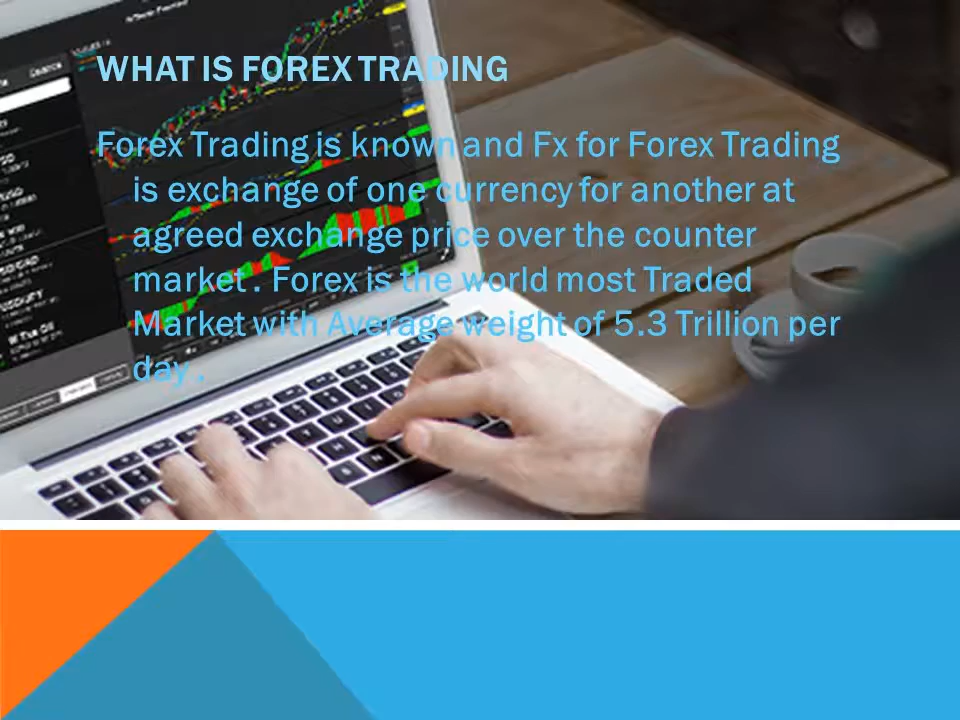 WHAT IS FOREX TRADING
Forex Trading is known and Fx for Forex Trading
is exchange of one currency for another at
agreed exchange price over the counter
market . Forex is the world most Traded
Market with Average weight of 5.3 Trillion per
day .